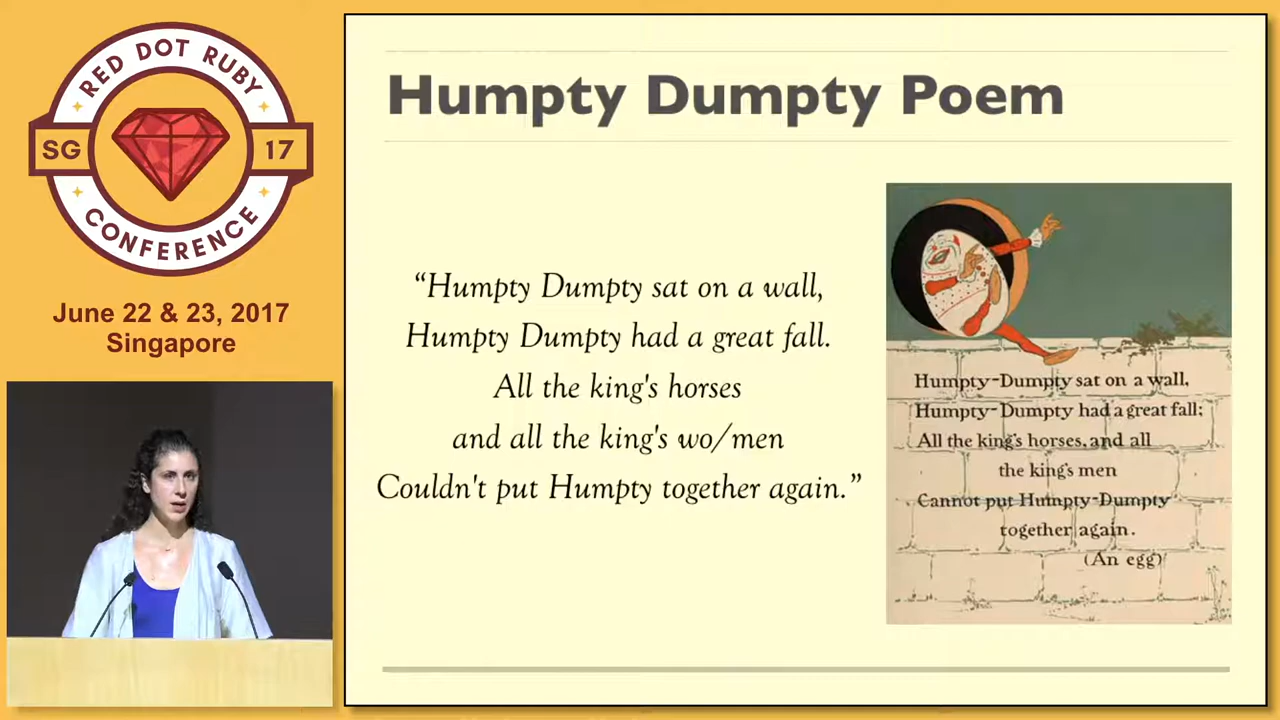 RED DOT RUBY
SG 17
CONFERENCE
June 22 & 23, 2017
Singapore
Humpty Dumpty Poem
“Humpty Dumpty sat on a wall,
Humpty Dumpty had a great fall.
All the king's horses
and all the king's wo/men
Couldn't put Humpty together again.”
Humpty-Dumpty sat on a wall,
Humpty-Dumpty had a great fall;
All the king's horses, and all
the king's men
Cannot put Humpty-Dumpty
together again.
(An egg)